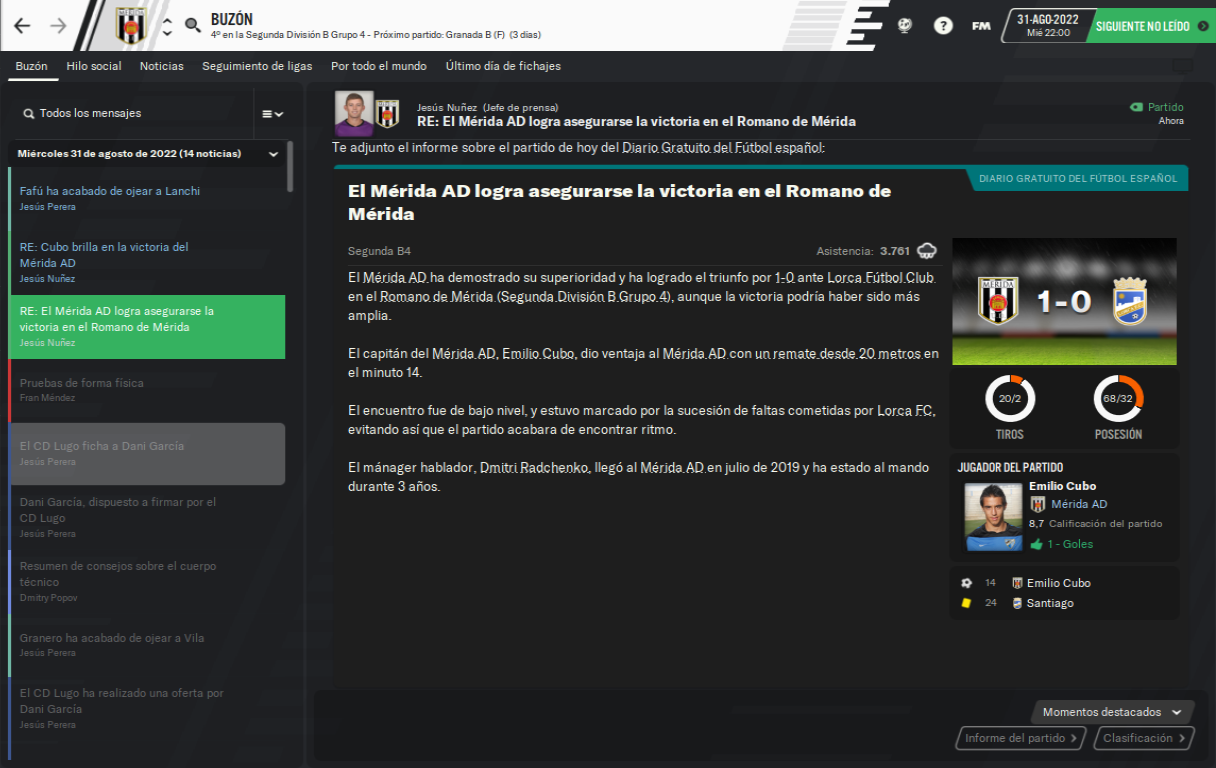 BUZÓN
4º en la Segunda División B Grupo 4 - Próximo partido: Granada B (F) (3 dias)
FM
31-AGO-2022
Mié 22:00
SIGUIENTE NO LEÍDO
Buzón Hilo social Noticias Seguimiento de ligas Por todo el mundo Último día de fichajes
Todos los mensajes
Miércoles 31 de agosto de 2022 (14 noticias)
Fafú ha acabado de ojear a Lanchi
Jesús Perera
RE: Cubo brilla en la victoria del
Mérida AD
Jesús Nuñez
RE: El Mérida AD logra asegurarse la
victoria en el Romano de Mérida
Jesús Nuñez
Pruebas de forma física
Fran Méndez
El CD Lugo ficha a Dani García
Jesús Perera
Dani García, dispuesto a firmar por el
CD Lugo
Jesús Perera
Resumen de consejos sobre el cuerpo
técnico
Dmitry Popov
Granero ha acabado de ojear a Vila
Jesús Perera
El CD Lugo ha realizado una oferta por
Dani García
Jesús Perera
Jesús Nuñez (Jefe de prensa)
RE: El Mérida AD logra asegurarse la victoria en el Romano de Mérida
Partido
Ahora
Te adjunto el informe sobre el partido de hoy del Diario Gratuito del Fútbol español:
DIARIO GRATUITO DEL FÚTBOL ESPAÑOL
El Mérida AD logra asegurarse la victoria en el Romano de
Mérida
Segunda B4
Asistencia: 3.761
El Mérida AD ha demostrado su superioridad y ha logrado el triunfo por 1-0 ante Lorca Fútbol Club
en el Romano de Mérida (Segunda División B Grupo 4), aunque la victoria podría haber sido más
amplia.
El capitán del Mérida AD, Emilio Cubo, dio ventaja al Mérida AD con un remate desde 20 metros en
el minuto 14.
El encuentro fue de bajo nivel, y estuvo marcado por la sucesión de faltas cometidas por Lorca FC,
evitando así que el partido acabara de encontrar ritmo.
El mánager hablador, Dmitri Radchenko, llegó al Mérida AD en julio de 2019 y ha estado al mando
durante 3 años.
MERIDA
1-0
20/2
68/32
TIROS
POSESIÓN
JUGADOR DEL PARTIDO
Emilio Cubo
Mérida AD
8,7 Calificación del partido
1 - Goles
14 Emilio Cubo
24 Santiago
Momentos destacados
Informe del partido
Clasificación